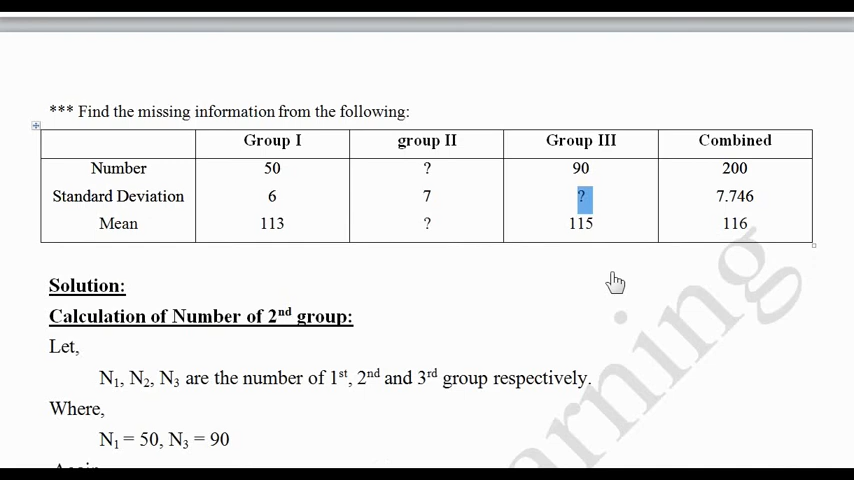 *** Find the missing information from the following:
Group I group II Group III Combined
Number 50 ? 90 200
Standard Deviation 6 7 ? 7.746
Mean 113 ? 115 116
Solution:
Calculation of Number of 2nd group:
Let,
N1, N2, N3 are the number of 1st, 2nd and 3rd group respectively.
Where,
N1 = 50, N3 = 90